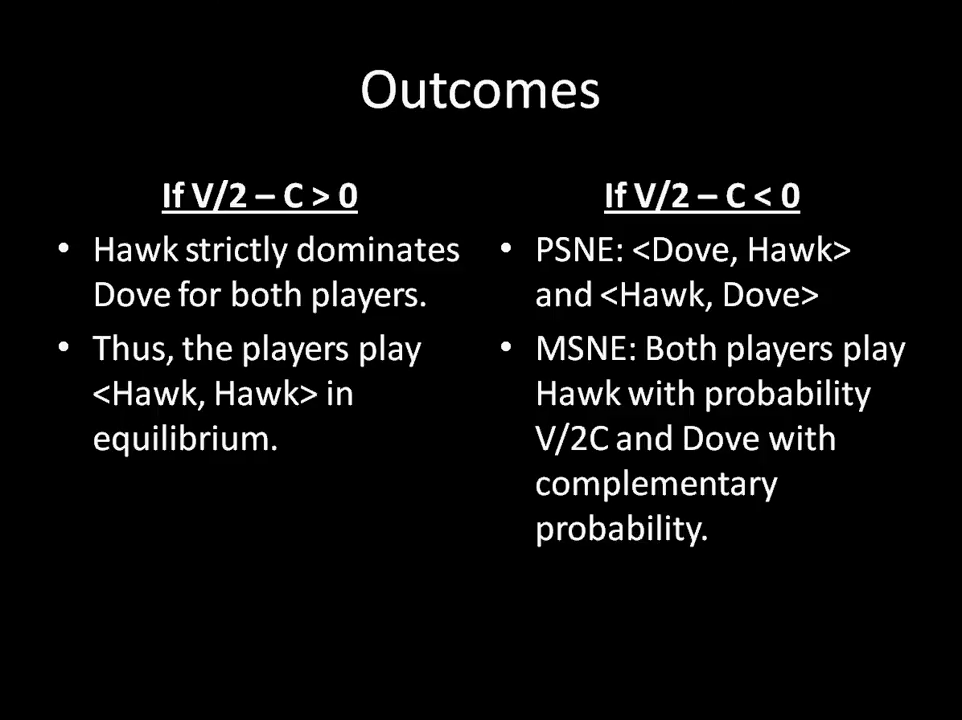 Outcomes
If V/2 – C > 0
• Hawk strictly dominates
Dove for both players.
• Thus, the players play
<Hawk, Hawk> in
equilibrium.
If V/2 – C < 0
• PSNE: <Dove, Hawk>
and <Hawk, Dove>
• MSNE: Both players play
Hawk with probability
V/2C and Dove with
complementary
probability.